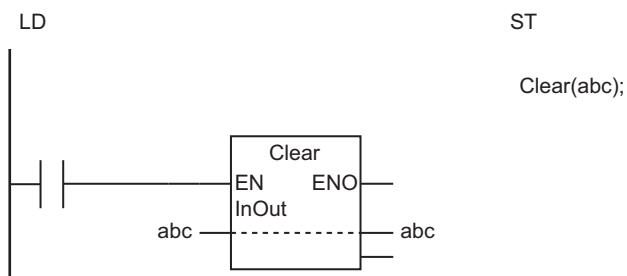 LD
ST
Clear(abc);
Clear
EN ENO
InOut
abc abc